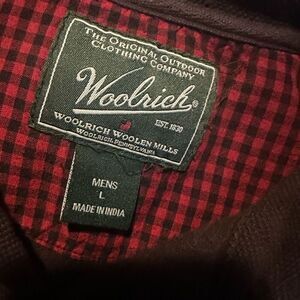 THE ORIGINAL OUTDOOR
CLOTHING COMPANY
Woolrich®
EST. 1830
WOOLRICH WOOLEN MILLS
WOOLRICH, PENNSYLVANIA
MENS
L
MADE IN INDIA